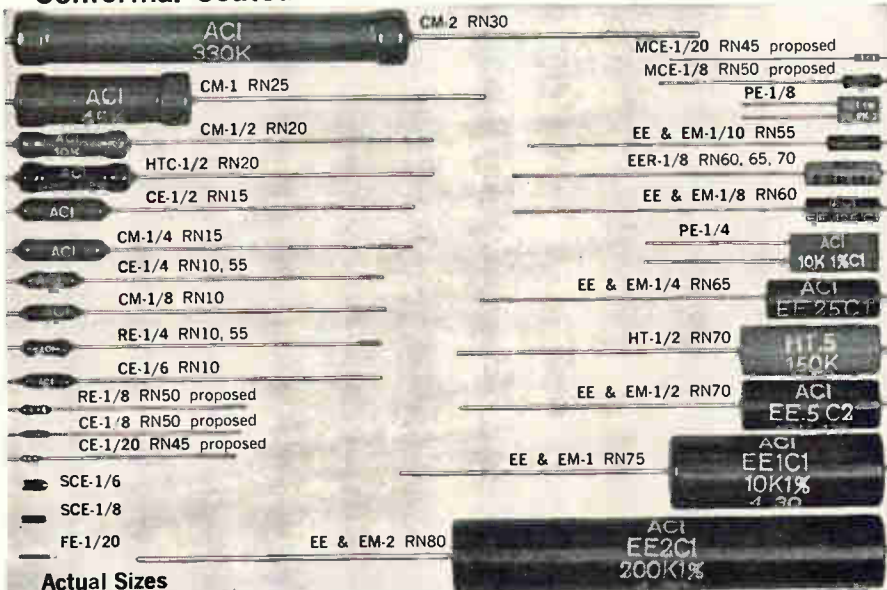 ACI
330K
CM-2 RN30
CM-1 RN25
ACI
CM-1/2 RN20
ACI
10K
HTC-1/2 RN20
CE-1/2 RN15
ACI
CM-1/4 RN15
ACI
CE-1/4 RN10, 55
CM-1/8 RN10
RE-1/4 RN10, 55
CE-1/6 RN10
ACI
RE-1/8 RN50 proposed
CE-1/8 RN50 proposed
CE-1/20 RN45 proposed
SCE-1/6
SCE-1/8
FE-1/20
Actual Sizes
MCE-1/20 RN45 proposed
MCE-1/8 RN50 proposed
PE-1/8
EE & EM-1/10 RN55
EER-1/8 RN60, 65, 70
EE & EM-1/8 RN60
PE-1/4
ACI
10K 1%C1
EE & EM-1/4 RN65
ACI
EE.25C1
HT-1/2 RN70
HT.5
150K
EE & EM-1/2 RN70
ACI
EE.5 C2
EE & EM-1 RN75
ACI
EE1C1
10K1%
4 30
EE & EM-2 RN80
ACI
EE2C1
200K1%